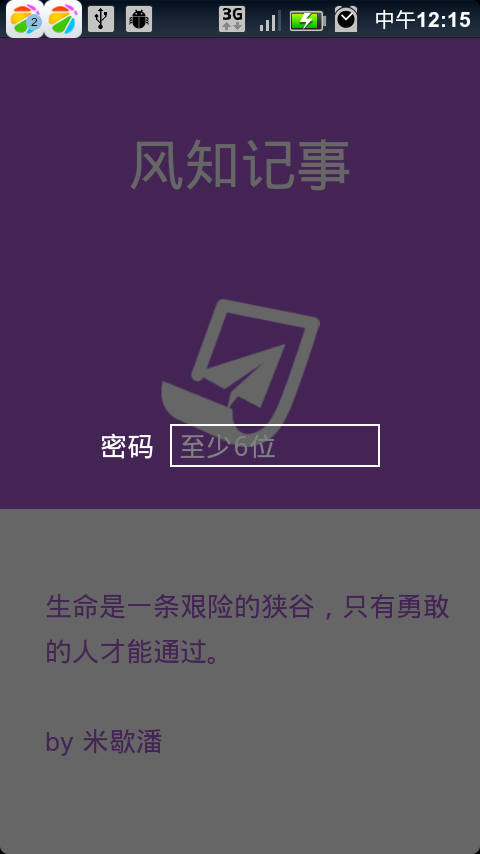 2
3G
中午12:15
风知记事
密码 至少6位
生命是一条艰险的狭谷，只有勇敢
的人才能通过。
by 米歇潘